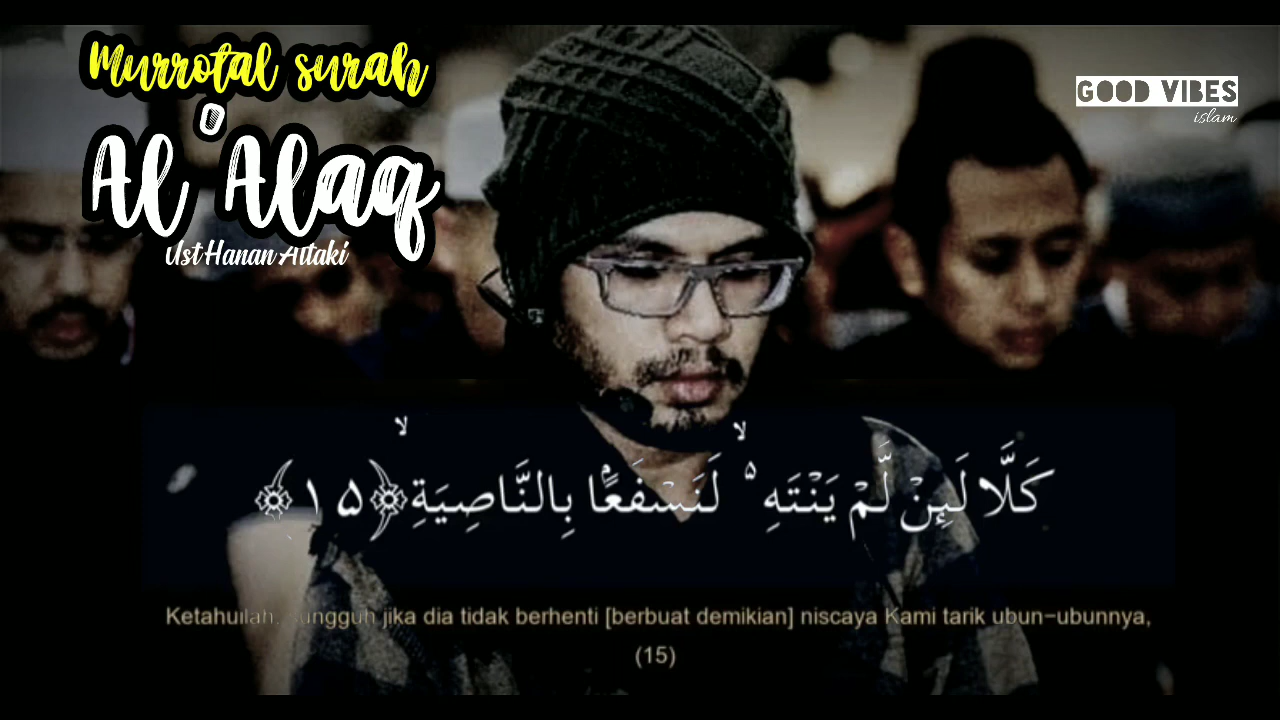 Murrotal surah
Al 'Alaq
Ust Hanan Attaki
GOOD VIBES
islam
كَلَّا لَئِنْ لَّمْ يَنْتَهِ ۙ لَنَسْفَعًۢا بِالنَّاصِيَةِ ۙ ﴿١٥﴾
Ketahuilah, sungguh jika dia tidak berhenti [berbuat demikian] niscaya Kami tarik ubun-ubunnya,
(15)